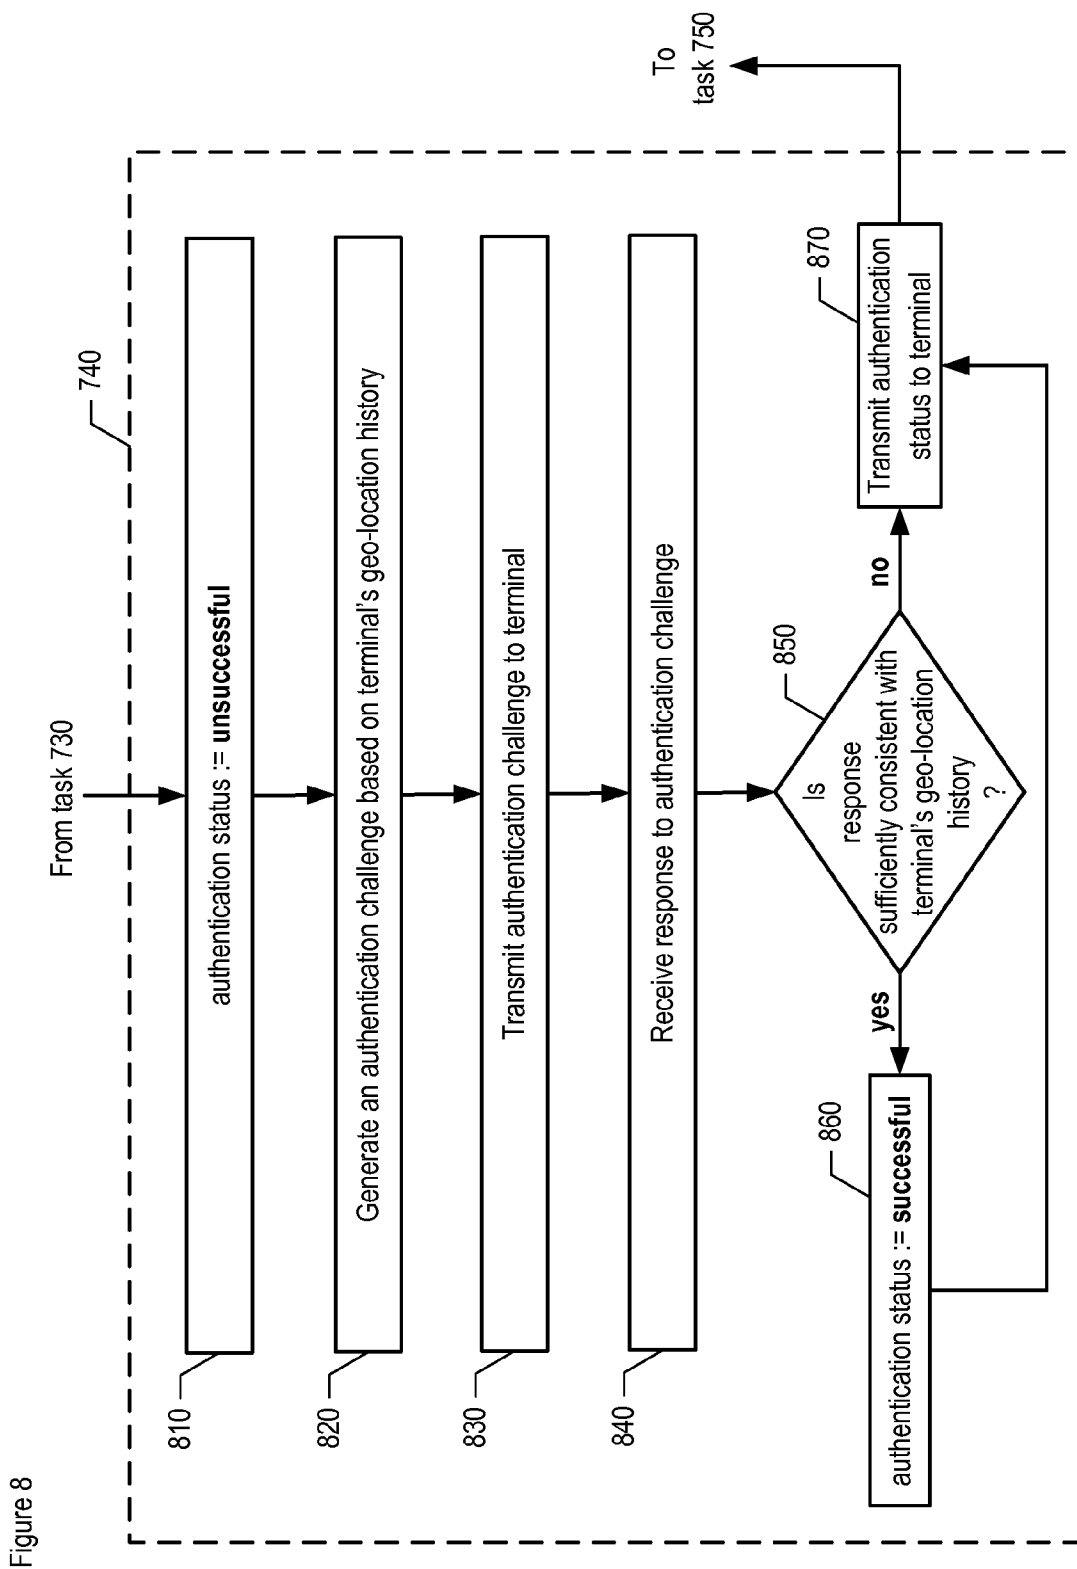 Figure 8
From task 730
740
810
authentication status := unsuccessful
820
Generate an authentication challenge based on terminal's geo-location history
830
Transmit authentication challenge to terminal
840
Receive response to authentication challenge
850
Is
response
sufficiently consistent with
terminal's geo-location
history
?
yes
no
860
authentication status := successful
870
Transmit authentication
status to terminal
To
task 750